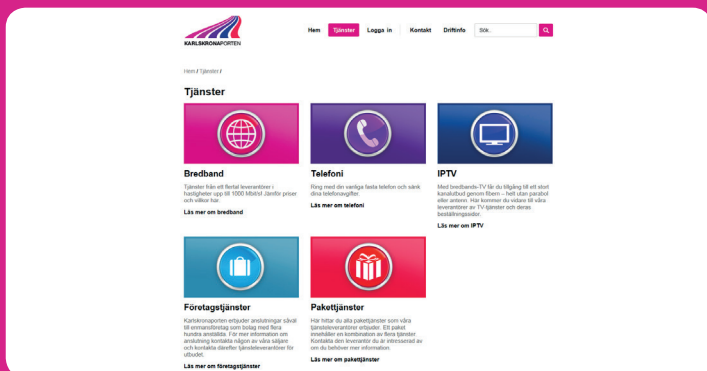 KARLSKRONAPORTEN
Hem Tjänster Logga in Kontakt Driftinfo Sök..
Hem / Tjänster /
Tjänster
Bredband
Tjänster från ett flertal leverantörer i
hastigheter upp till 1000 Mbit/s! Jämför priser
och villkor här.
Läs mer om bredband
Telefoni
Ring med din vanliga fasta telefon och sänk
dina telefonavgifter.
Läs mer om telefoni
IPTV
Med bredbands-TV får du tillgång till ett stort
kanalutbud genom fibern – helt utan parabol
eller antenn. Här kommer du vidare till våra
leverantörer av TV-tjänster och deras
beställningssidor.
Läs mer om IPTV
Företagstjänster
Karlskronaporten erbjuder anslutningar såväl
till enmansföretag som bolag med flera
hundra anställda. För mer information om
anslutning kontakta någon av våra säljare
och kontakta därefter tjänsteleverantörer för
utbudet.
Läs mer om företagstjänster
Pakettjänster
Här hittar du alla pakettjänster som våra
tjänsteleverantörer erbjuder. Ett paket
innehåller en kombination av flera tjänster.
Kontakta den leverantör du är intresserad av
om du behöver mer information.
Läs mer om pakettjänster